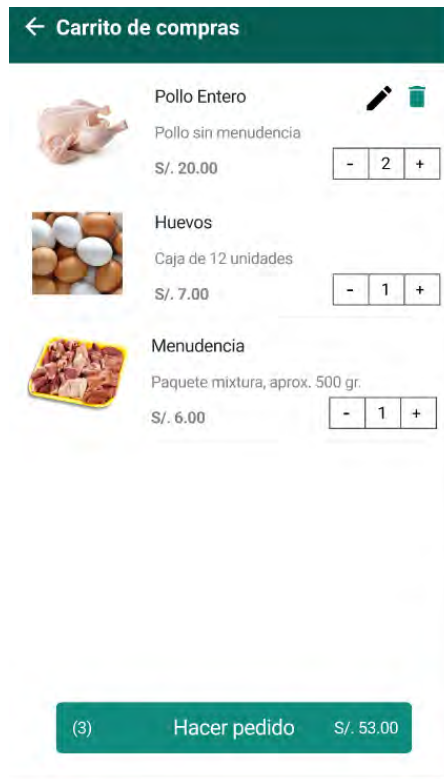 Carrito de compras
Pollo Entero
Pollo sin menudencia
S/. 20.00
- 2 +
Huevos
Caja de 12 unidades
S/. 7.00
- 1 +
Menudencia
Paquete mixtura, aprox. 500 gr.
S/. 6.00
- 1 +
(3) Hacer pedido S/. 53.00